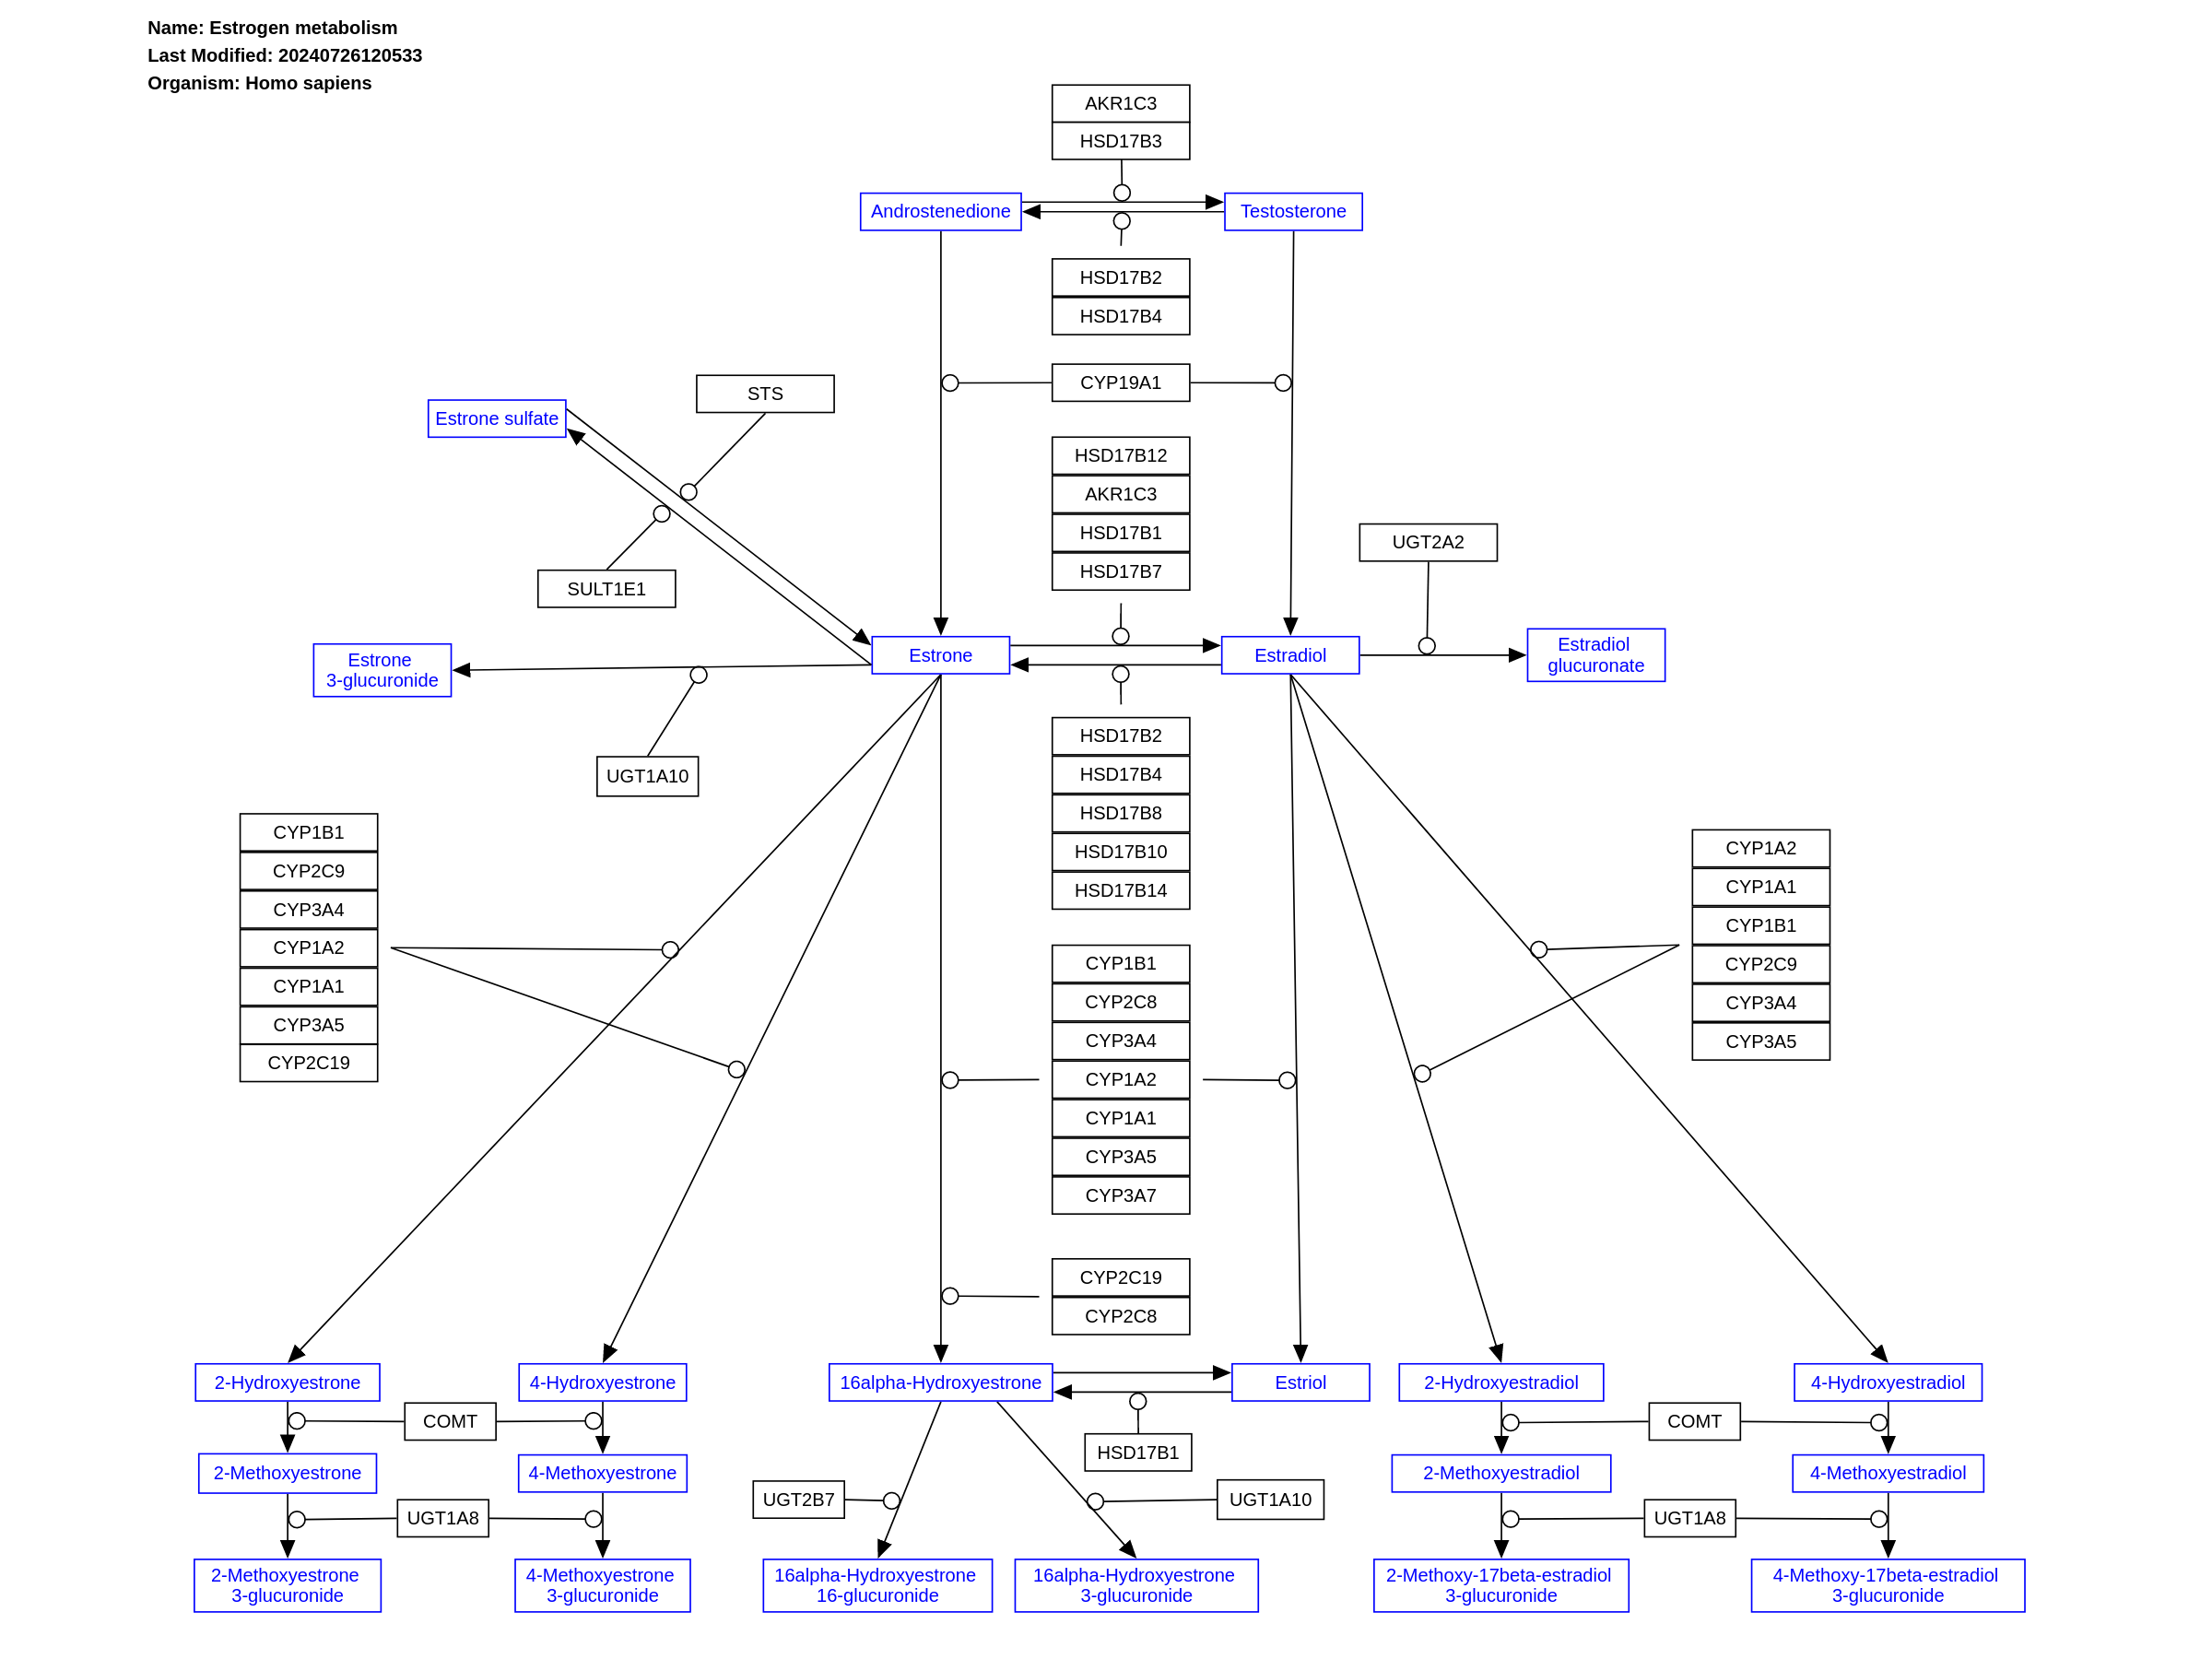 Name: Estrogen metabolism
Last Modified: 20240726120533
Organism: Homo sapiens
AKR1C3
HSD17B3
Androstenedione
Testosterone
HSD17B2
HSD17B4
CYP19A1
STS
Estrone sulfate
HSD17B12
AKR1C3
HSD17B1
HSD17B7
UGT2A2
SULT1E1
Estrone
3-glucuronide
Estrone
Estradiol
Estradiol
glucuronate
HSD17B2
HSD17B4
HSD17B8
HSD17B10
HSD17B14
UGT1A10
CYP1B1
CYP2C9
CYP3A4
CYP1A2
CYP1A1
CYP3A5
CYP2C19
CYP1A2
CYP1A1
CYP1B1
CYP2C9
CYP3A4
CYP3A5
CYP1B1
CYP2C8
CYP3A4
CYP1A2
CYP1A1
CYP3A5
CYP3A7
CYP2C19
CYP2C8
2-Hydroxyestrone
4-Hydroxyestrone
16alpha-Hydroxyestrone
Estriol
2-Hydroxyestradiol
4-Hydroxyestradiol
COMT
COMT
HSD17B1
2-Methoxyestrone
4-Methoxyestrone
2-Methoxyestradiol
4-Methoxyestradiol
UGT2B7
UGT1A10
UGT1A8
UGT1A8
2-Methoxyestrone
3-glucuronide
4-Methoxyestrone
3-glucuronide
16alpha-Hydroxyestrone
16-glucuronide
16alpha-Hydroxyestrone
3-glucuronide
2-Methoxy-17beta-estradiol
3-glucuronide
4-Methoxy-17beta-estradiol
3-glucuronide